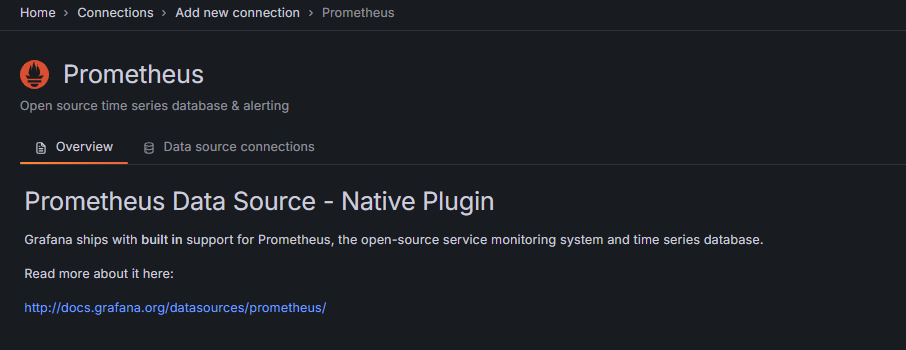 Home › Connections › Add new connection › Prometheus
Prometheus
Open source time series database & alerting
Overview Data source connections
Prometheus Data Source - Native Plugin
Grafana ships with built in support for Prometheus, the open-source service monitoring system and time series database.
Read more about it here:
http://docs.grafana.org/datasources/prometheus/